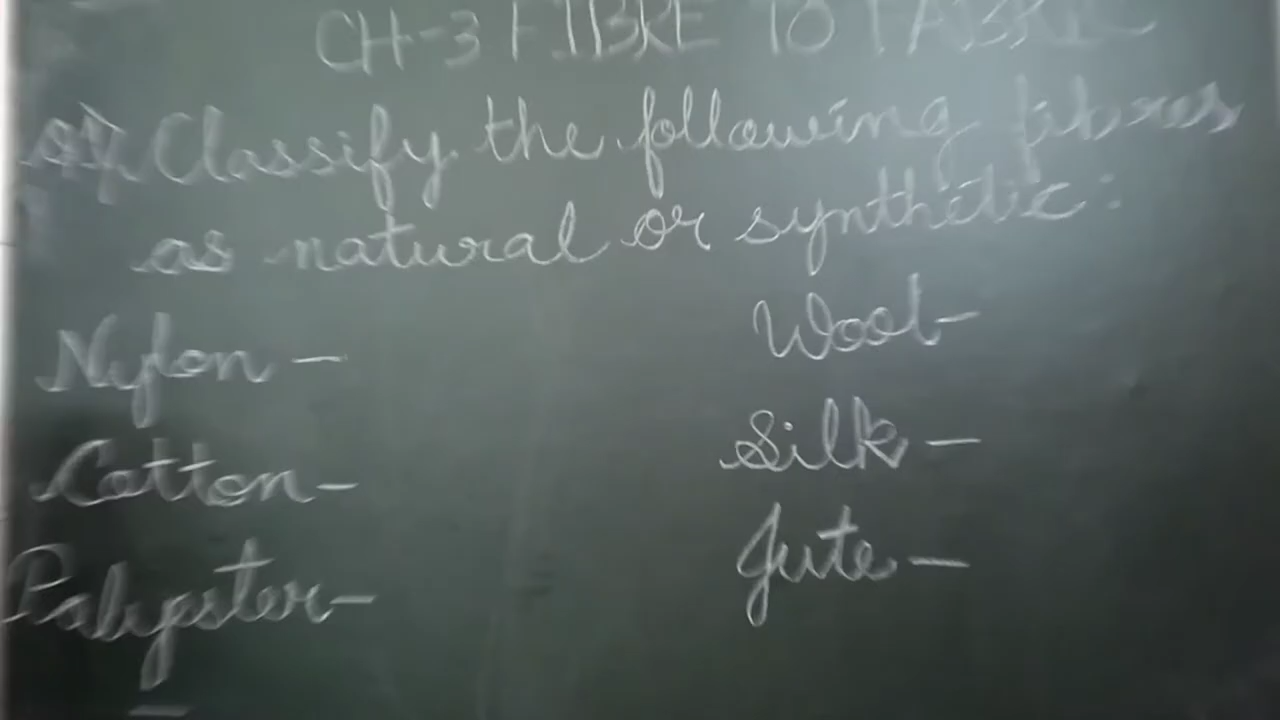 CH-3 FIBRE TO FABRIC
Q1. Classify the following fibres
as natural or synthetic:
Nylon - Wool-
Cotton- Silk -
Polyester- Jute -